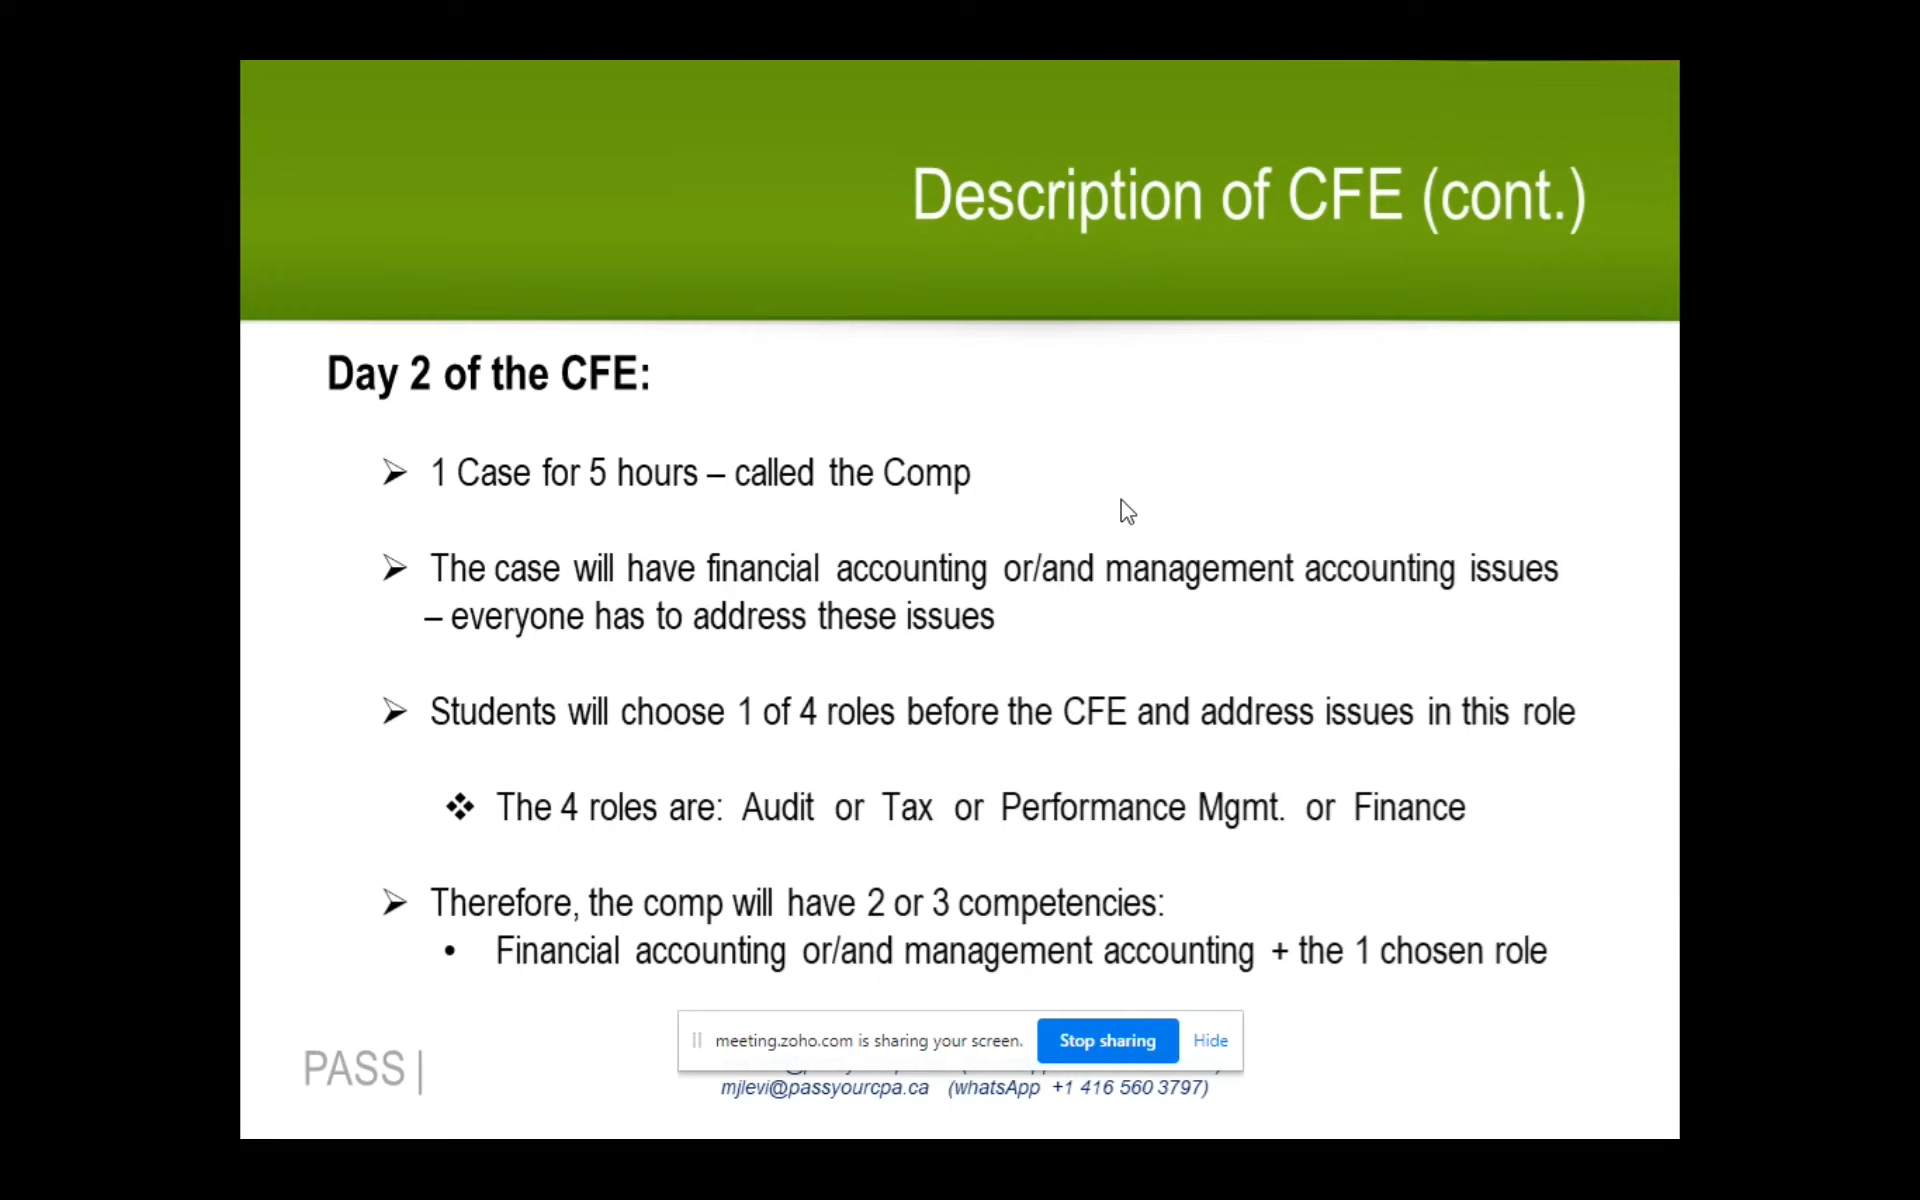 Description of CFE (cont.)
Day 2 of the CFE:
1 Case for 5 hours – called the Comp
The case will have financial accounting or/and management accounting issues
– everyone has to address these issues
Students will choose 1 of 4 roles before the CFE and address issues in this role
The 4 roles are: Audit or Tax or Performance Mgmt. or Finance
Therefore, the comp will have 2 or 3 competencies:
• Financial accounting or/and management accounting + the 1 chosen role
meeting.zoho.com is sharing your screen. Stop sharing Hide
PASS |
mjlevi@passyourcpa.ca (whatsApp +1 416 560 3797)